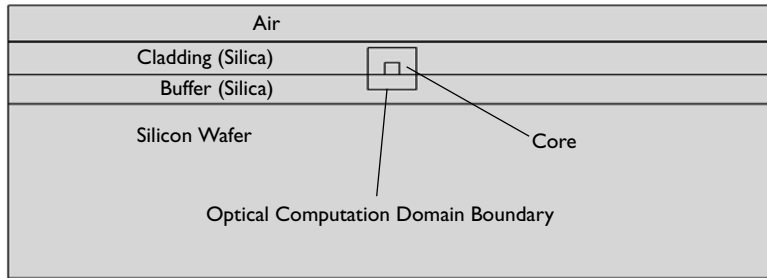 Air
Cladding (Silica)
Buffer (Silica)
Silicon Wafer
Core
Optical Computation Domain Boundary